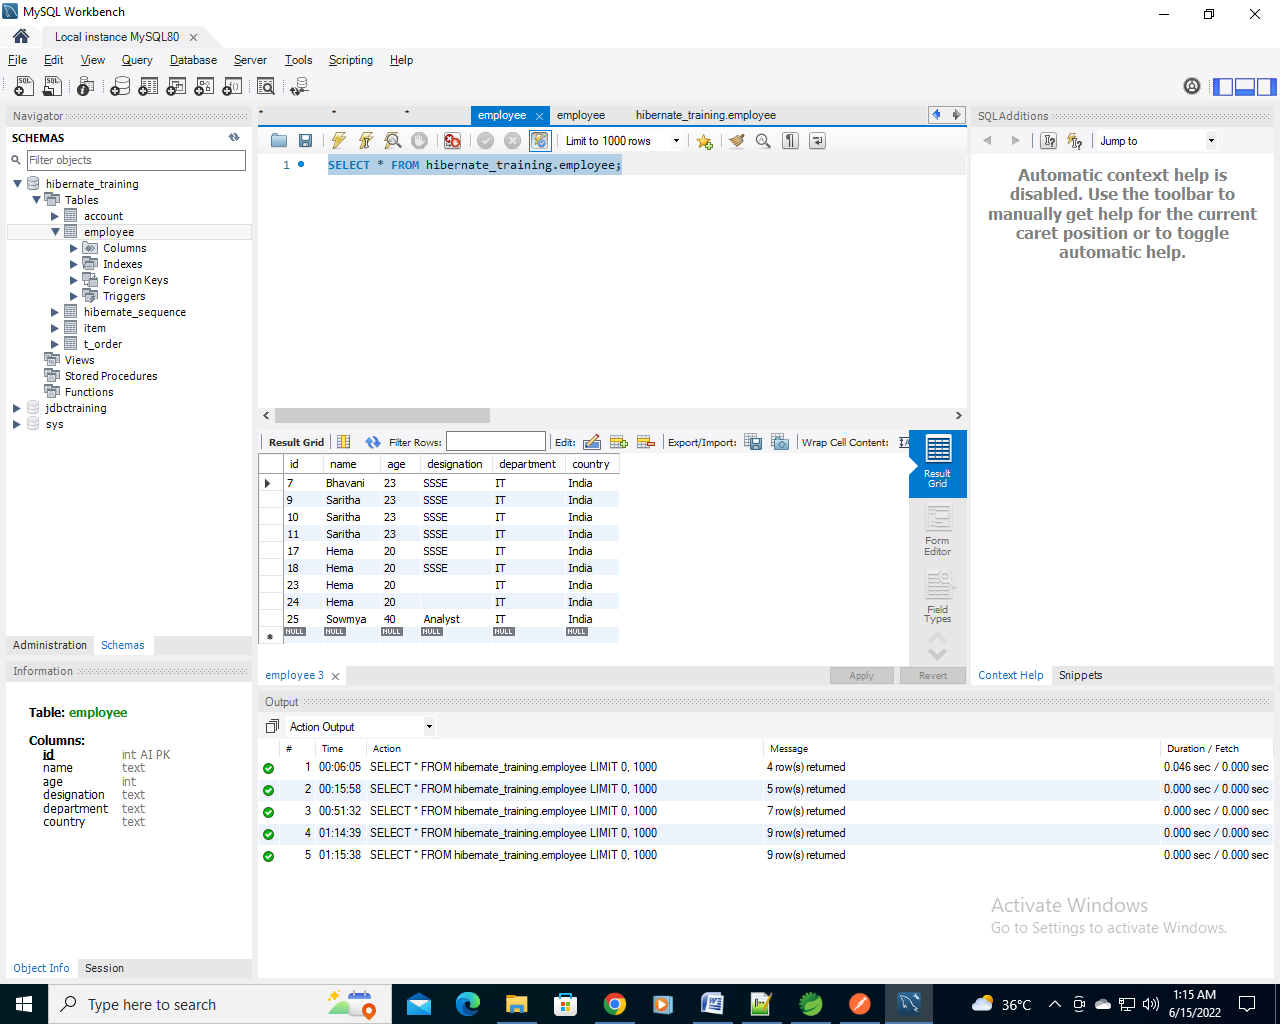 MySQL Workbench
Local instance MySQL80
File Edit View Query Database Server Tools Scripting Help
Navigator
SCHEMAS
Filter objects
hibernate_training
Tables
account
employee
Columns
Indexes
Foreign Keys
Triggers
hibernate_sequence
item
t_order
Views
Stored Procedures
Functions
jdbctraining
sys
Administration Schemas
Information
Table: employee
Columns:
id int AI PK
name text
age int
designation text
department text
country text
Object Info Session
employee employee hibernate_training.employee
Limit to 1000 rows
1 SELECT * FROM hibernate_training.employee;
Result Grid Filter Rows: Edit: Export/Import: Wrap Cell Content:
id name age designation department country
7 Bhavani 23 SSSE IT India
9 Saritha 23 SSSE IT India
10 Saritha 23 SSSE IT India
11 Saritha 23 SSSE IT India
17 Hema 20 SSSE IT India
18 Hema 20 SSSE IT India
23 Hema 20 IT India
24 Hema 20 IT India
25 Sowmya 40 Analyst IT India
NULL NULL NULL NULL NULL NULL
Result
Grid
Form
Editor
Field
Types
employee 3 Apply Revert
SQLAdditions
Jump to
Automatic context help is
disabled. Use the toolbar to
manually get help for the current
caret position or to toggle
automatic help.
Context Help Snippets
Output
Action Output
# Time Action Message Duration / Fetch
1 00:06:05 SELECT * FROM hibernate_training.employee LIMIT 0, 1000 4 row(s) returned 0.046 sec / 0.000 sec
2 00:15:58 SELECT * FROM hibernate_training.employee LIMIT 0, 1000 5 row(s) returned 0.000 sec / 0.000 sec
3 00:51:32 SELECT * FROM hibernate_training.employee LIMIT 0, 1000 7 row(s) returned 0.000 sec / 0.000 sec
4 01:14:39 SELECT * FROM hibernate_training.employee LIMIT 0, 1000 9 row(s) returned 0.000 sec / 0.000 sec
5 01:15:38 SELECT * FROM hibernate_training.employee LIMIT 0, 1000 9 row(s) returned 0.000 sec / 0.000 sec
Activate Windows
Go to Settings to activate Windows.
Type here to search
36°C
1:15 AM
6/15/2022